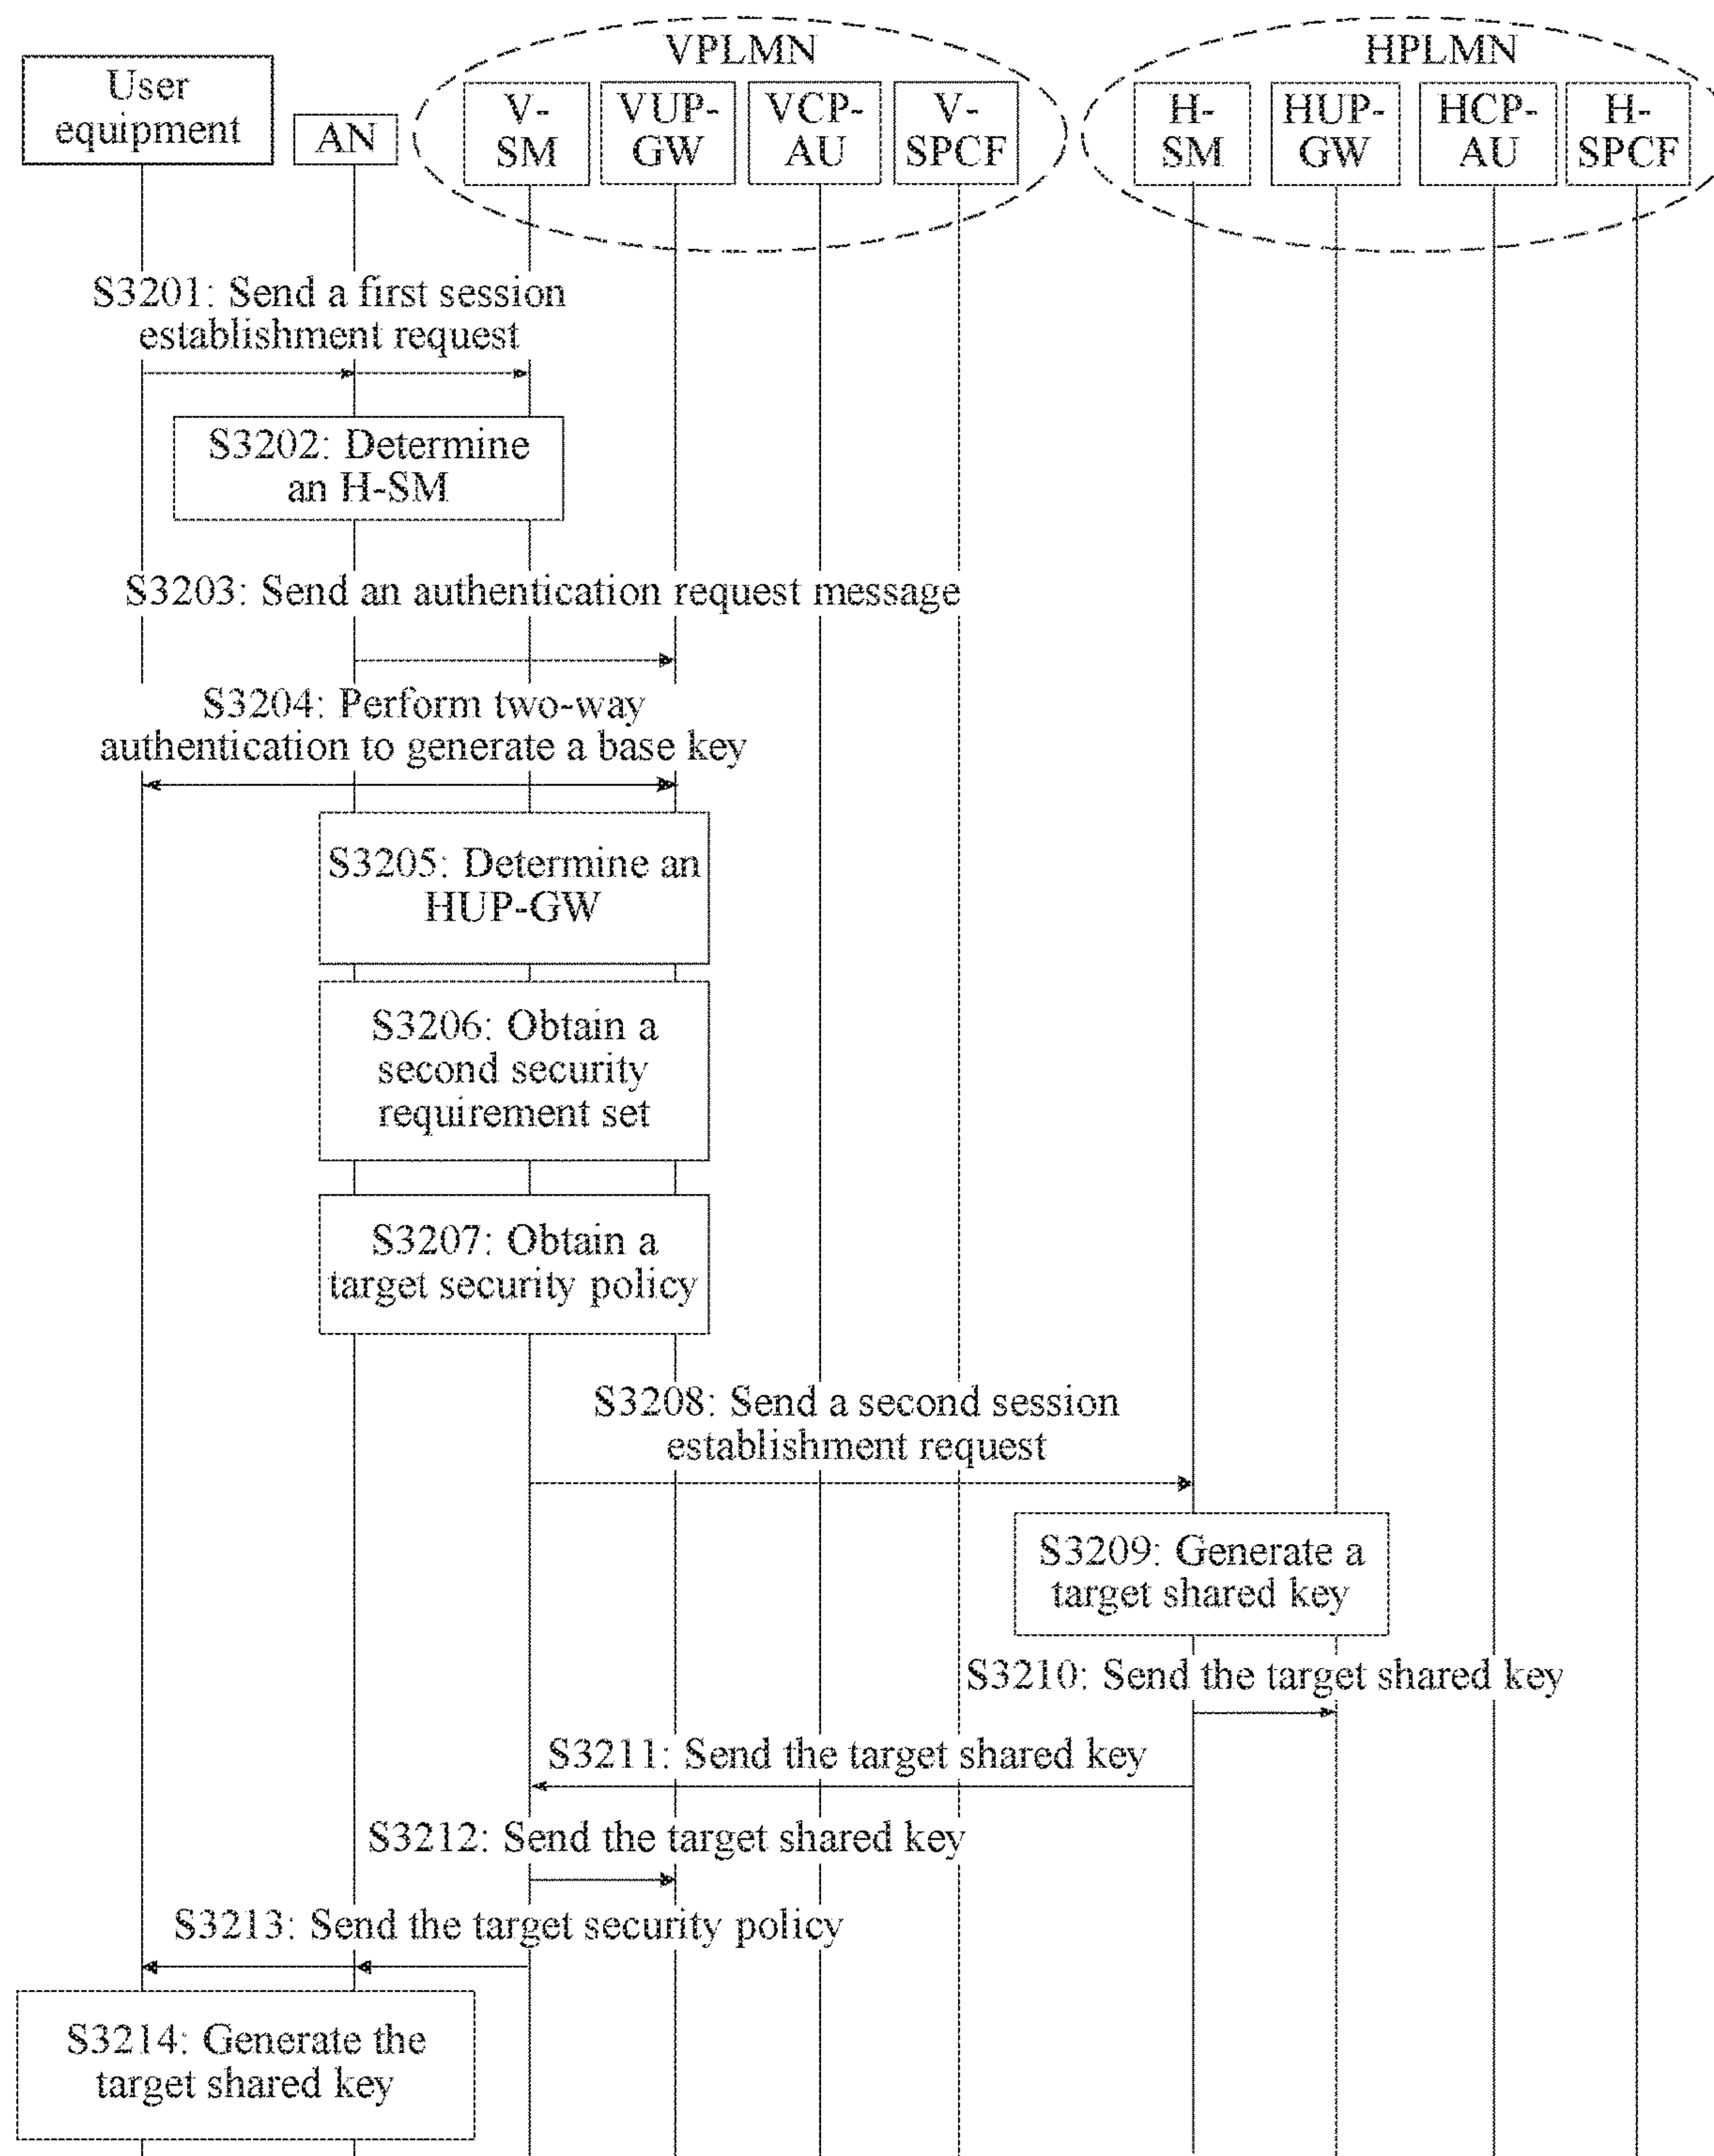 VPLMN
HPLMN
User
equipment
AN
V-
SM
VUP-
GW
VCP-
AU
V-
SPCF
H-
SM
HUP-
GW
HCP-
AU
H-
SPCF
S3201: Send a first session
establishment request
S3202: Determine
an H-SM
S3203: Send an authentication request message
S3204: Perform two-way
authentication to generate a base key
S3205: Determine an
HUP-GW
S3206: Obtain a
second security
requirement set
S3207: Obtain a
target security policy
S3208: Send a second session
establishment request
S3209: Generate a
target shared key
S3210: Send the target shared key
S3211: Send the target shared key
S3212: Send the target shared key
S3213: Send the target security policy
S3214: Generate the
target shared key